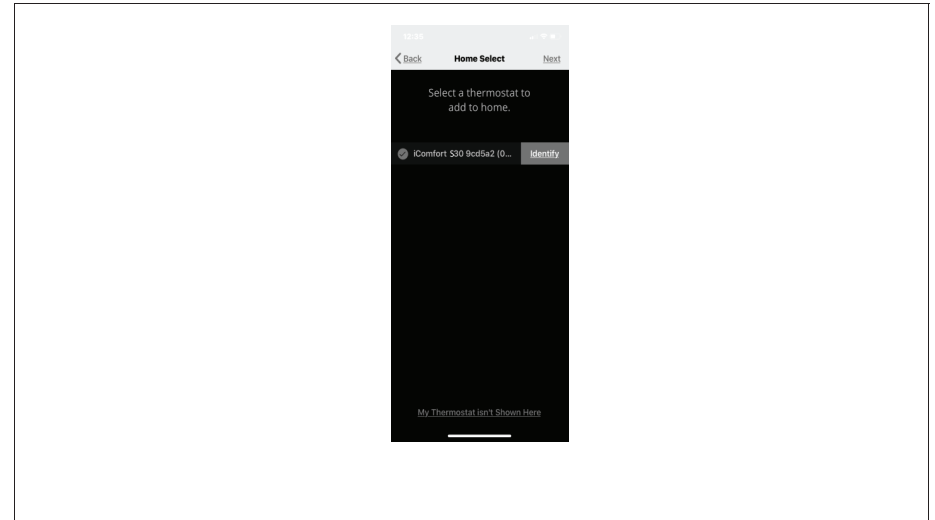 Back Home Select Next
Select a thermostat to
add to home.
iComfort S30 9cd5a2 (0... Identify
My Thermostat isn't Shown Here